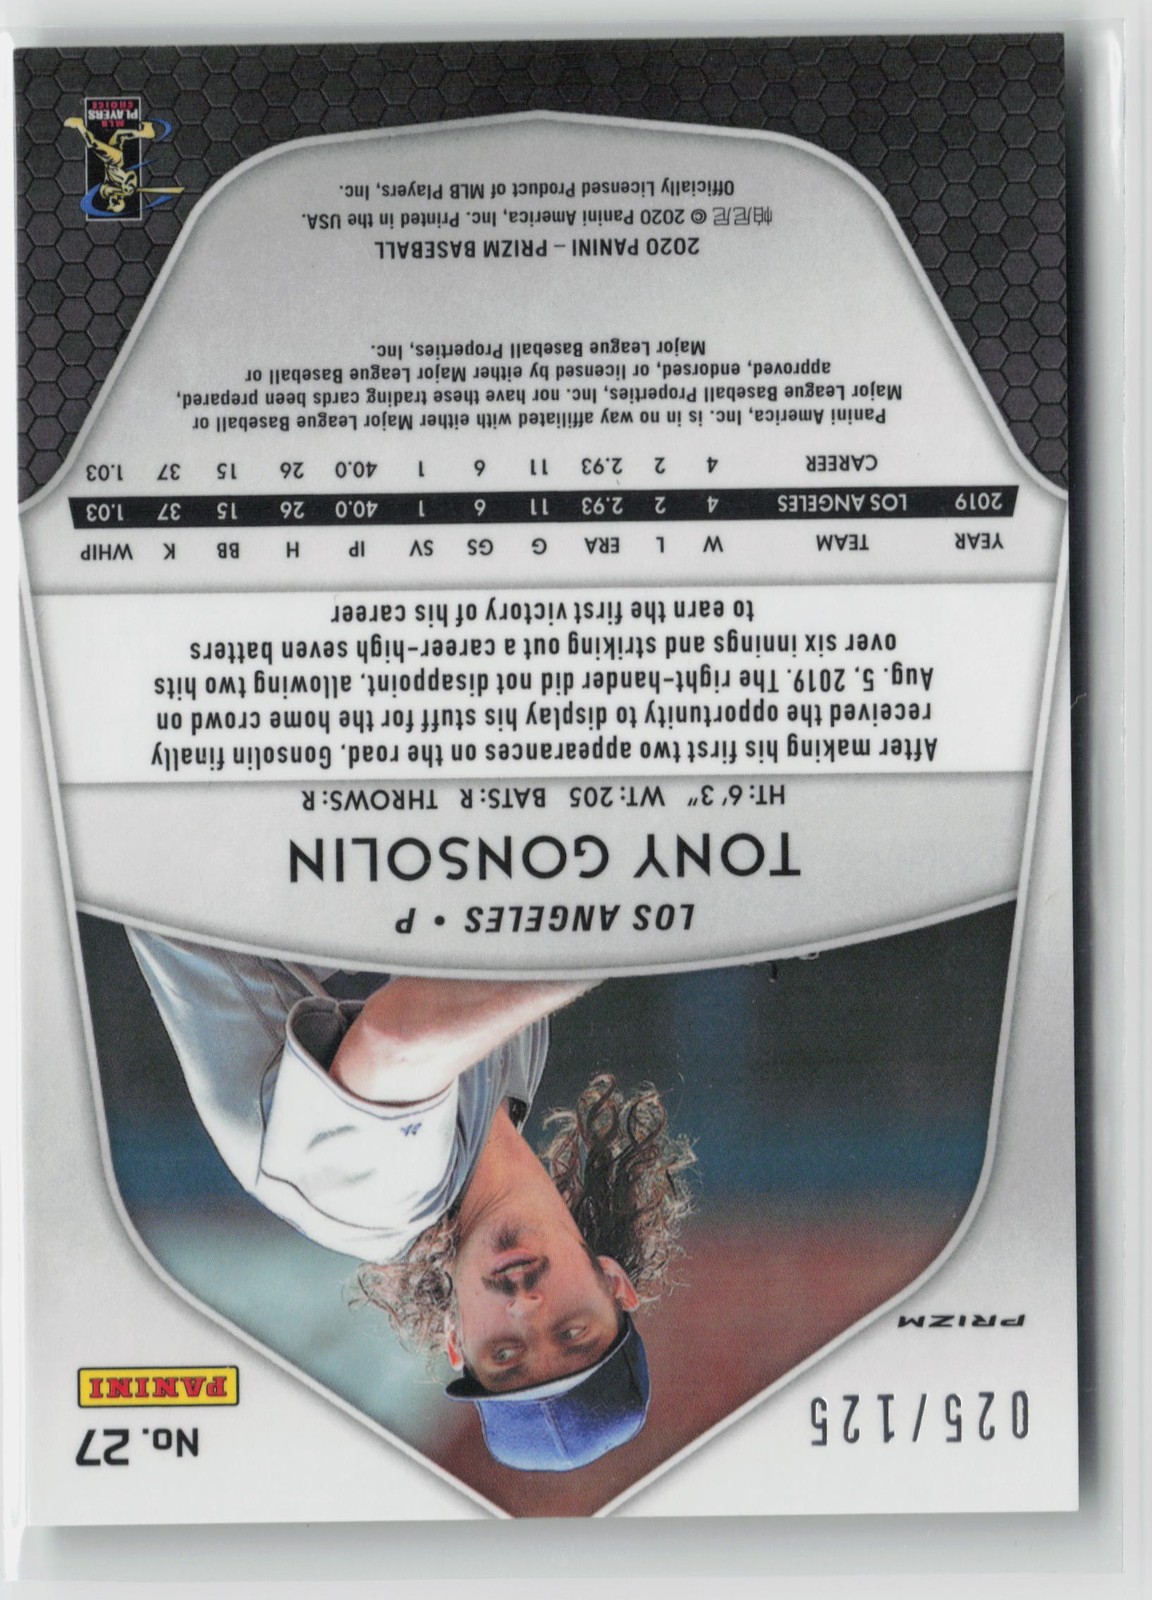 025/125
No. 27
PANINI
PRIZM
LOS ANGELES • P
TONY GONSOLIN
HT: 6' 3" WT: 205 BATS: R THROWS: R
After making his first two appearances on the road, Gonsolin finally
received the opportunity to display his stuff for the home crowd on
Aug. 5, 2019. The right-hander did not disappoint, allowing two hits
over six innings and striking out a career-high seven batters
to earn the first victory of his career
YEAR TEAM W L ERA G GS SV IP H BB K WHIP
2019 LOS ANGELES 4 2 2.93 11 6 1 40.0 26 15 37 1.03
CAREER 4 2 2.93 11 6 1 40.0 26 15 37 1.03
Panini America, Inc. is in no way affiliated with either Major League Baseball or
Major League Baseball Properties, Inc. nor have these trading cards been prepared,
approved, endorsed, or licensed by either Major League Baseball or
Major League Baseball Properties, Inc.
2020 PANINI – PRIZM BASEBALL
帕尼尼 © 2020 Panini America, Inc. Printed in the USA.
Officially Licensed Product of MLB Players, Inc.
MLB
PLAYERS
CHOICE